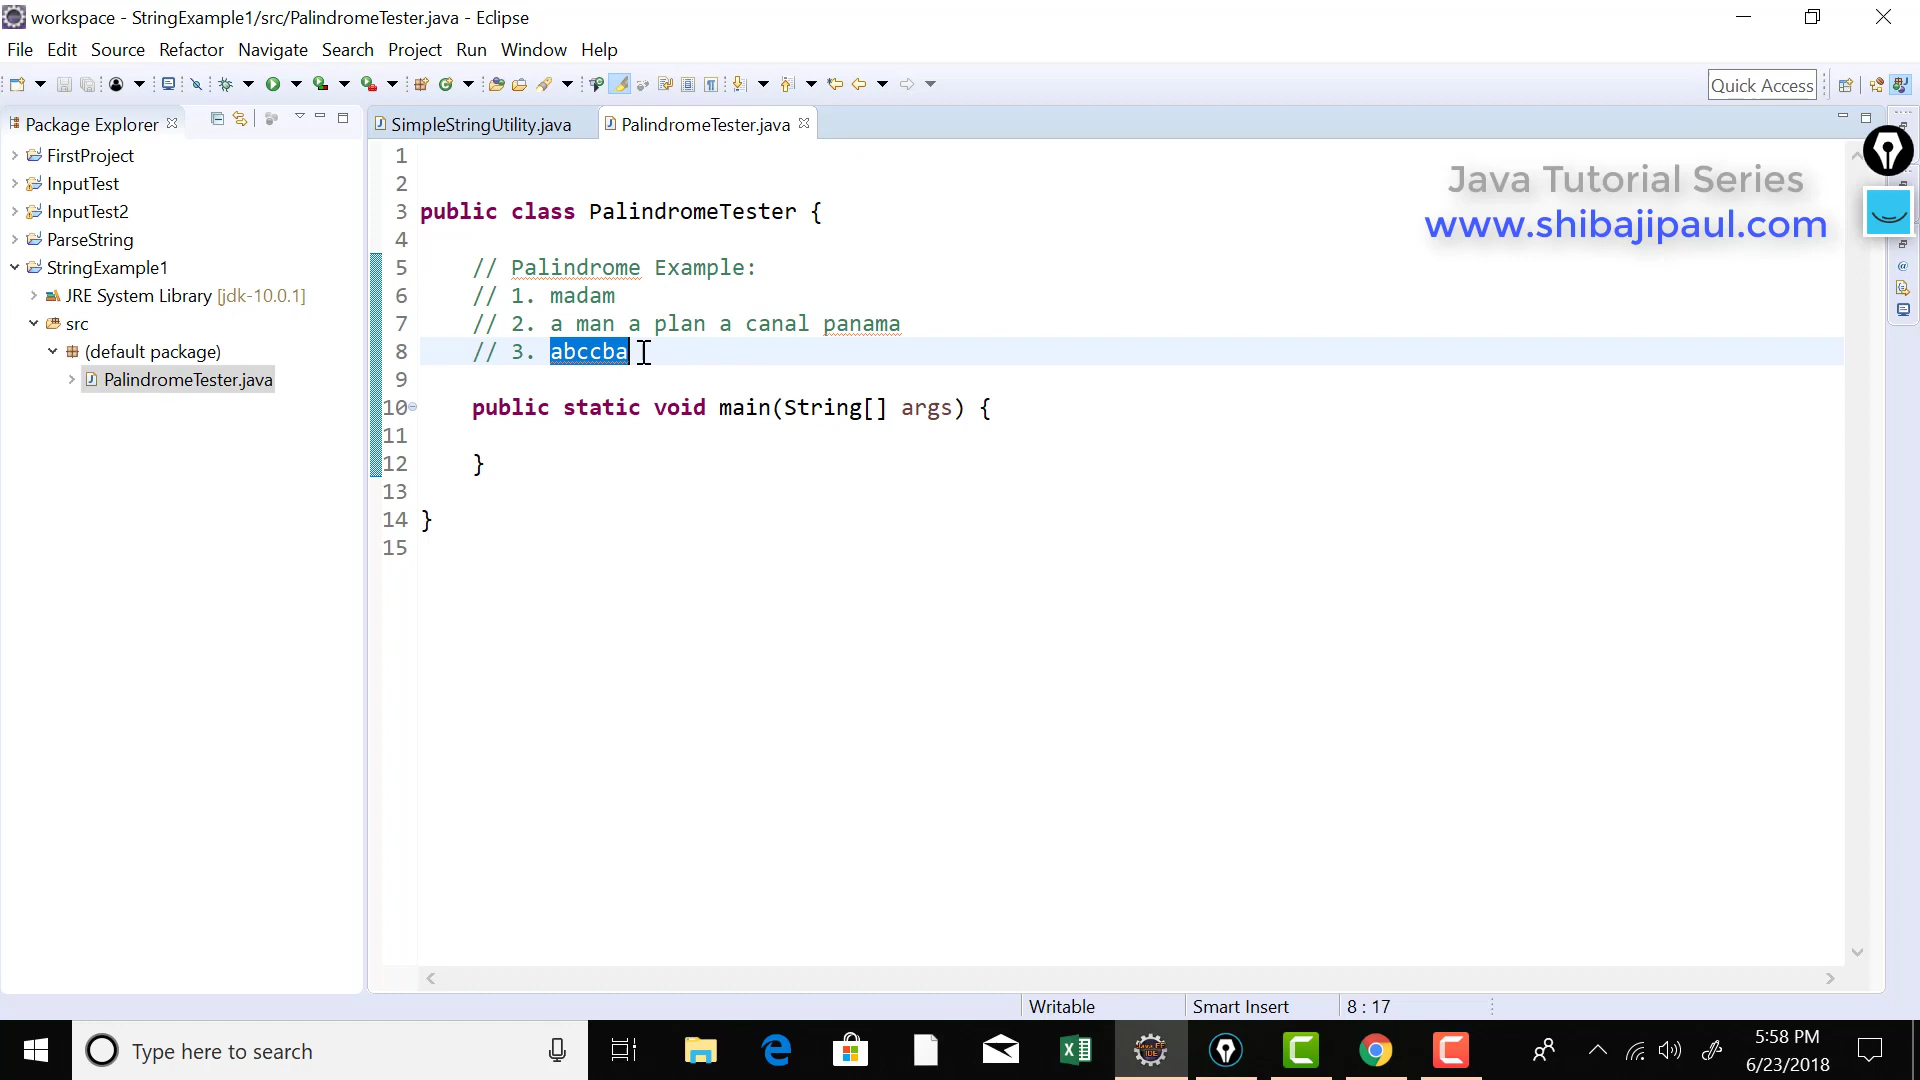 workspace - StringExample1/src/PalindromeTester.java - Eclipse
File Edit Source Refactor Navigate Search Project Run Window Help
Quick Access
Package Explorer
SimpleStringUtility.java
PalindromeTester.java
FirstProject
InputTest
InputTest2
ParseString
StringExample1
JRE System Library [jdk-10.0.1]
src
(default package)
PalindromeTester.java
1
2
3 public class PalindromeTester {
4
5 // Palindrome Example:
6 // 1. madam
7 // 2. a man a plan a canal panama
8 // 3. abccba
9
10 public static void main(String[] args) {
11
12 }
13
14 }
15
Java Tutorial Series
www.shibajipaul.com
Writable Smart Insert 8 : 17
Type here to search
5:58 PM
6/23/2018